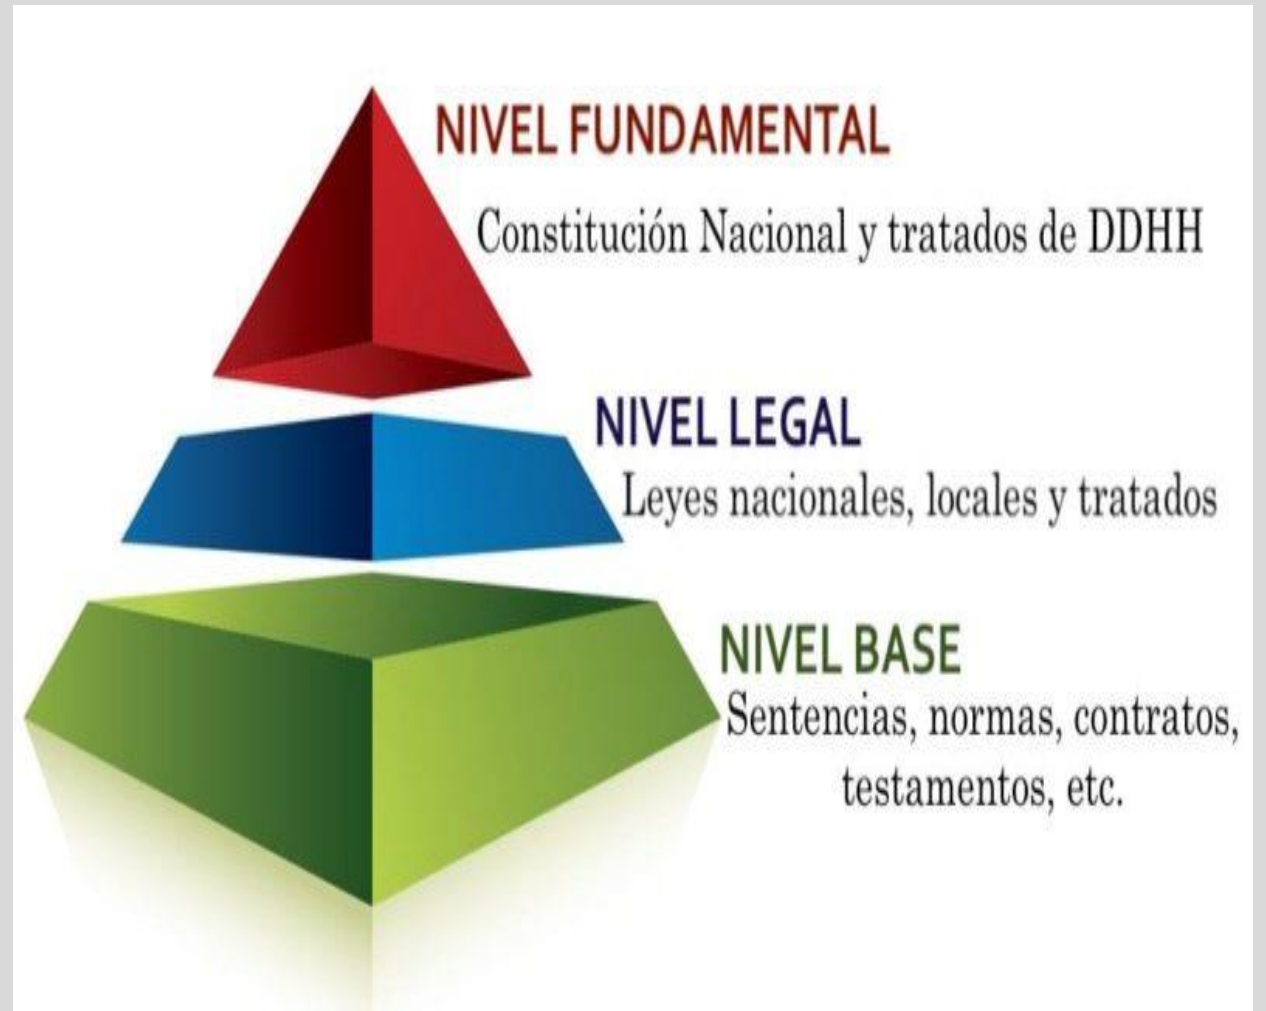 NIVEL FUNDAMENTAL
Constitución Nacional y tratados de DDHH
NIVEL LEGAL
Leyes nacionales, locales y tratados
NIVEL BASE
Sentencias, normas, contratos,
testamentos, etc.